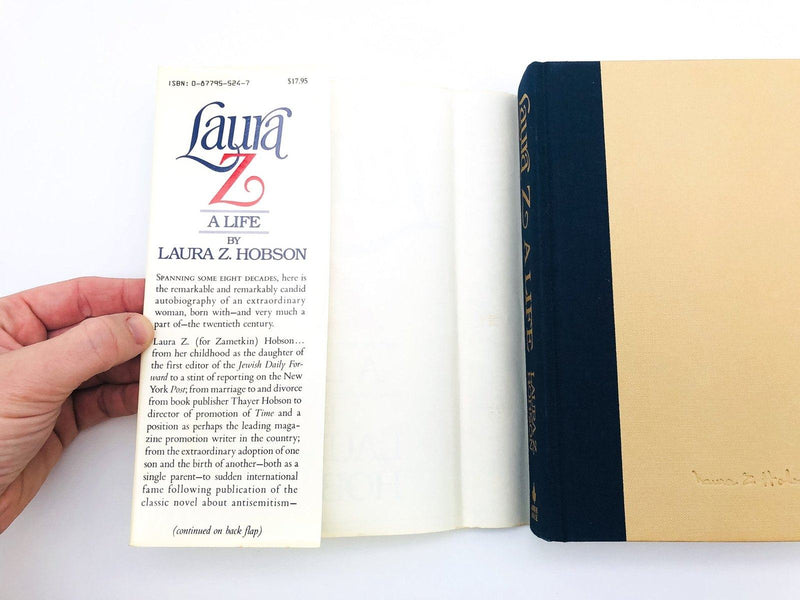 ISBN: 0-87795-524-7 $17.95
Laura
Z
A LIFE
BY
LAURA Z. HOBSON
SPANNING SOME EIGHT DECADES, here is
the remarkable and remarkably candid
autobiography of an extraordinary
woman, born with—and very much a
part of—the twentieth century.
Laura Z. (for Zametkin) Hobson...
from her childhood as the daughter of
the first editor of the Jewish Daily For-
ward to a stint of reporting on the New
York Post; from marriage to and divorce
from book publisher Thayer Hobson to
director of promotion of Time and a
position as perhaps the leading maga-
zine promotion writer in the country;
from the extraordinary adoption of one
son and the birth of another—both as a
single parent—to sudden international
fame following publication of the
classic novel about antisemitism—
(continued on back flap)
Laura Z A LIFE
LAURA Z.
HOBSON
Laura Z. Hobs